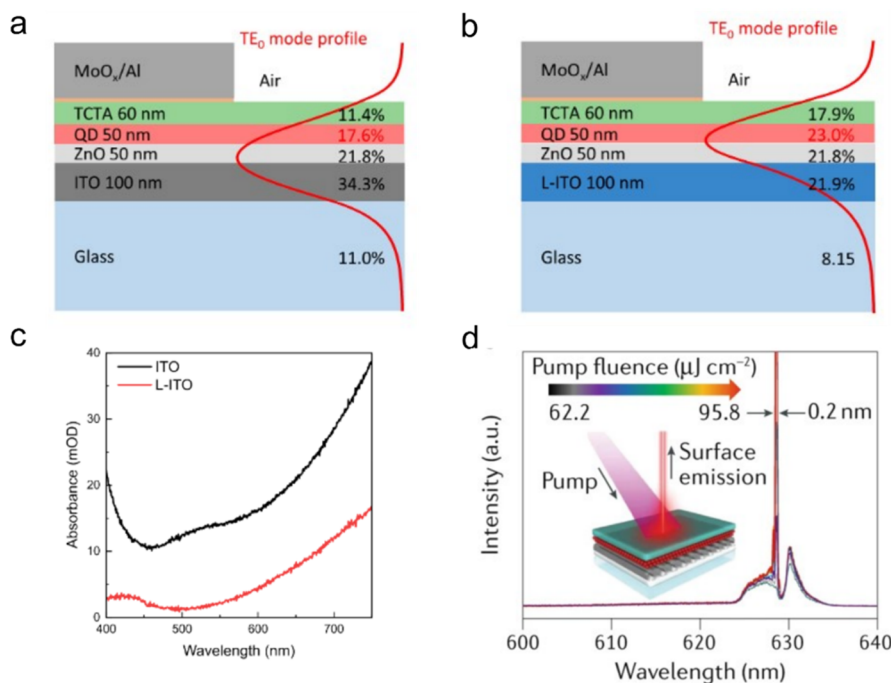 a
TE₀ mode profile
MoOₓ/Al
Air
TCTA 60 nm 11.4%
QD 50 nm 17.6%
ZnO 50 nm 21.8%
ITO 100 nm 34.3%
Glass 11.0%
b
TE₀ mode profile
MoOₓ/Al
Air
TCTA 60 nm 17.9%
QD 50 nm 23.0%
ZnO 50 nm 21.8%
L-ITO 100 nm 21.9%
Glass 8.15
c
40
30
20
10
0
Absorbance (mOD)
ITO
L-ITO
400 500 600 700
Wavelength (nm)
d
Intensity (a.u.)
Pump fluence (μJ cm⁻²)
62.2 95.8
0.2 nm
Surface
emission
Pump
600 610 620 630 640
Wavelength (nm)